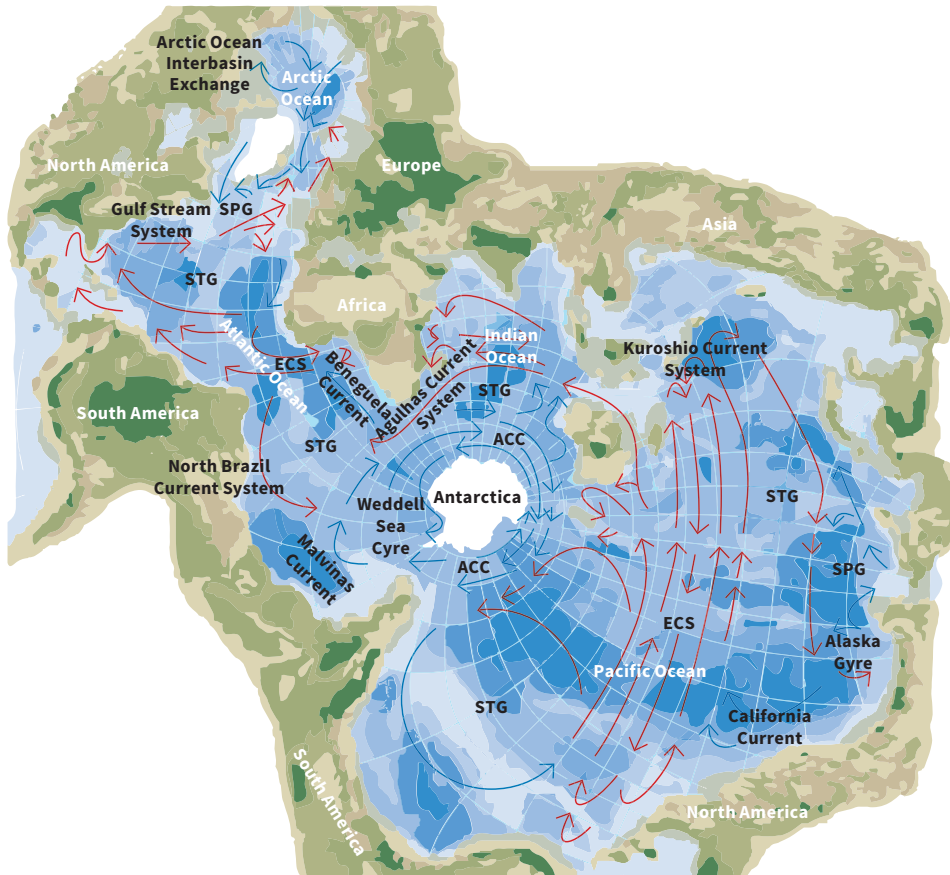 Arctic Ocean
Interbasin
Exchange
Arctic
Ocean
North America
Europe
Gulf Stream
System
SPG
Asia
STG
Africa
Atlantic Ocean
Indian
Ocean
Kuroshio Current
System
ECS
Benguela
Current
Agulhas Current
System
STG
South America
STG
ACC
North Brazil
Current System
Weddell
Sea
Cyre
Antarctica
STG
Malvinas
Current
ACC
SPG
ECS
Alaska
Gyre
Pacific Ocean
STG
California
Current
South America
North America